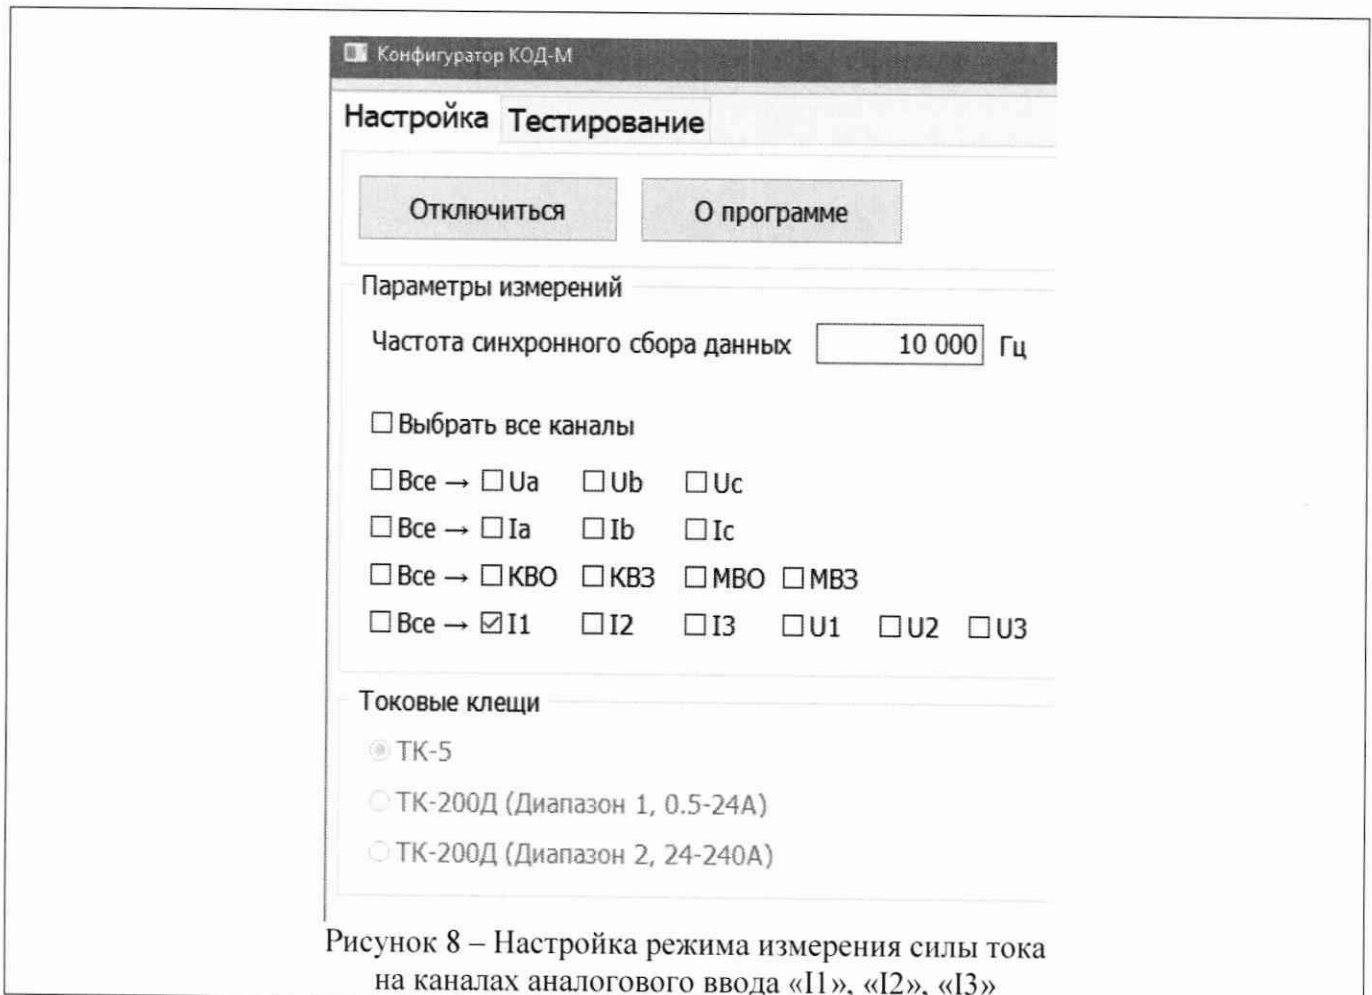 Конфигуратор КОД-М
Настройка Тестирование
Отключиться О программе
Параметры измерений
Частота синхронного сбора данных 10 000 Гц
Выбрать все каналы
Все → Ua Ub Uc
Все → Ia Ib Ic
Все → КВО КВЗ МВО МВЗ
Все → I1 I2 I3 U1 U2 U3
Токовые клещи
ТК-5
ТК-200Д (Диапазон 1, 0.5-24А)
ТК-200Д (Диапазон 2, 24-240А)
Рисунок 8 – Настройка режима измерения силы тока
на каналах аналогового ввода «I1», «I2», «I3»